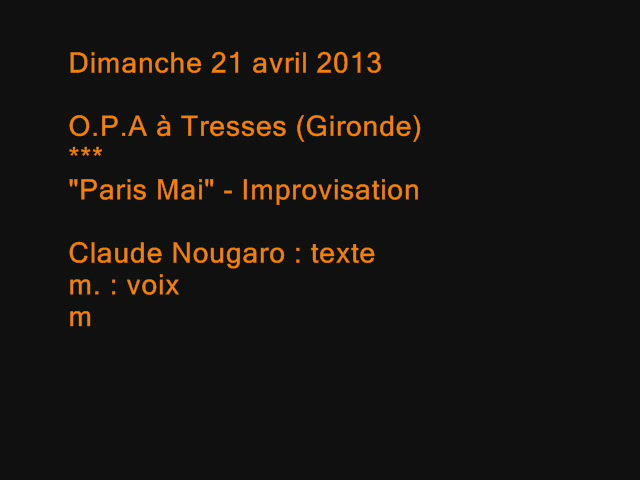 Dimanche 21 avril 2013
O.P.A à Tresses (Gironde)
***
"Paris Mai" - Improvisation
Claude Nougaro : texte
m. : voix
m